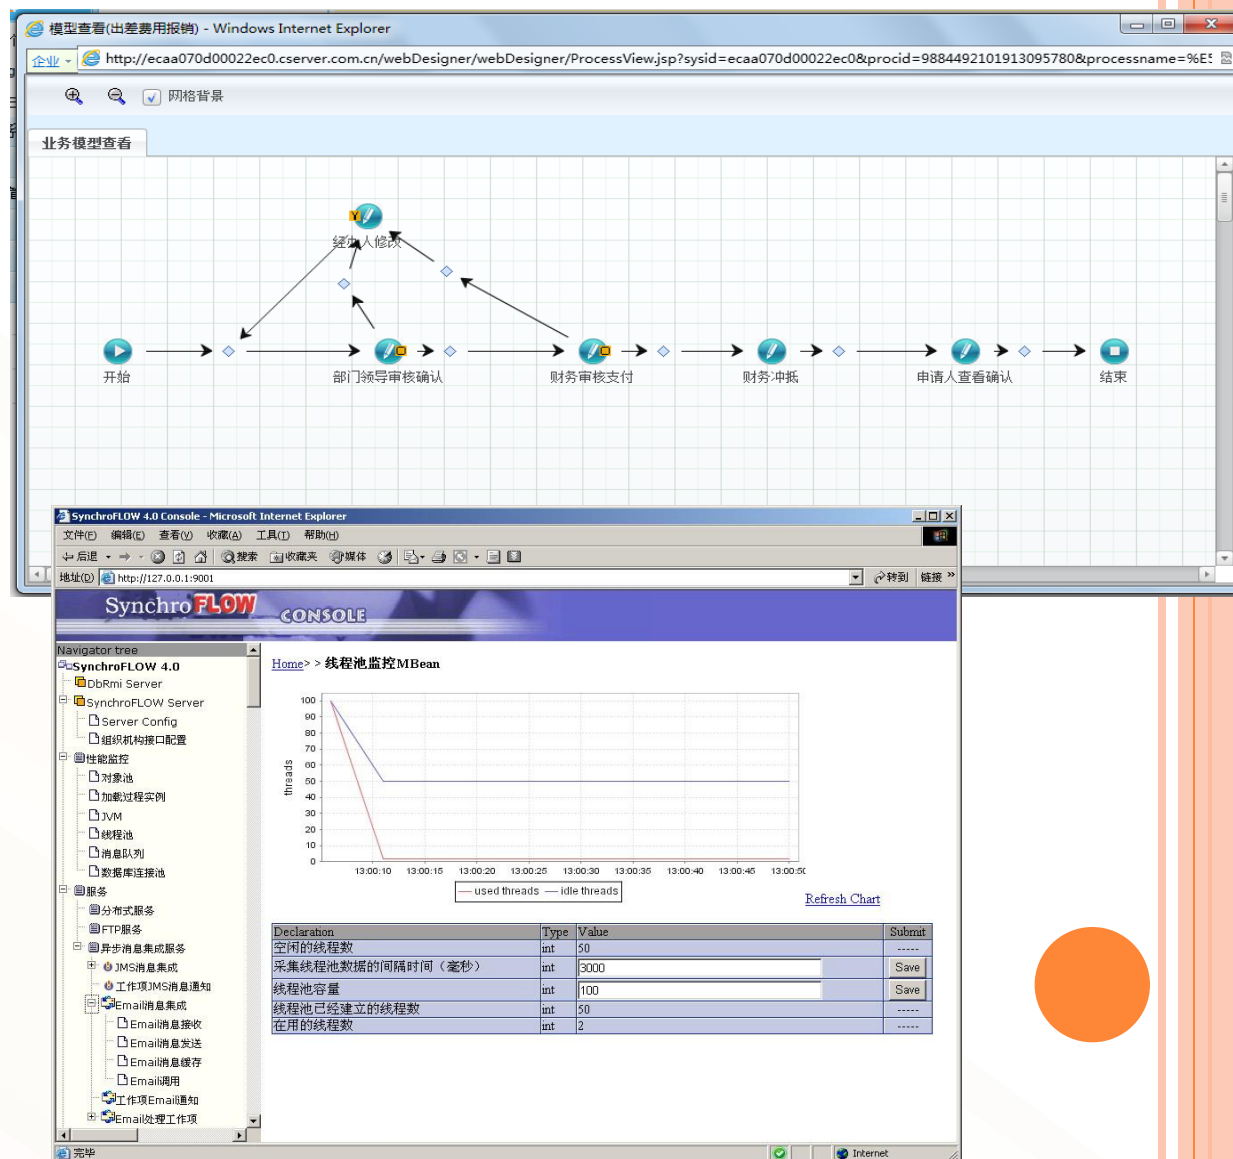 模型查看(出差费用报销) - Windows Internet Explorer
企业
http://ecaa070d00022ec0.cserver.com.cn/webDesigner/webDesigner/ProcessView.jsp?sysid=ecaa070d00022ec0&procid=9884492101913095780&processname=%E5
网格背景
业务模型查看
经办人修改
开始
部门领导审核确认
财务审核支付
财务冲抵
申请人查看确认
结束
SynchroFLOW 4.0 Console - Microsoft Internet Explorer
文件(F) 编辑(E) 查看(V) 收藏(A) 工具(T) 帮助(H)
后退 搜索 收藏夹 媒体
地址(D) http://127.0.0.1:9001 转到 链接 »
SynchroFLOW CONSOLE
Navigator tree
SynchroFLOW 4.0
DbRmi Server
SynchroFLOW Server
Server Config
组织机构接口配置
性能监控
对象池
加载过程实例
JVM
线程池
消息队列
数据库连接池
服务
分布式服务
FTP服务
异步消息集成服务
JMS消息集成
工作项JMS消息通知
Email消息集成
Email消息接收
Email消息发送
Email消息缓存
Email调用
工作项Email通知
Email处理工作项
Home> > 线程池监控MBean
100
90
80
70
60
50
40
30
20
10
0
threads
13:00:10 13:00:15 13:00:20 13:00:25 13:00:30 13:00:35 13:00:40 13:00:45 13:00:50
used threads idle threads
Refresh Chart
Declaration Type Value Submit
空闲的线程数 int 50 -----
采集线程池数据的间隔时间（毫秒） int 3000 Save
线程池容量 int 100 Save
线程池已经建立的线程数 int 50 -----
在用的线程数 int 2 -----
完毕 Internet